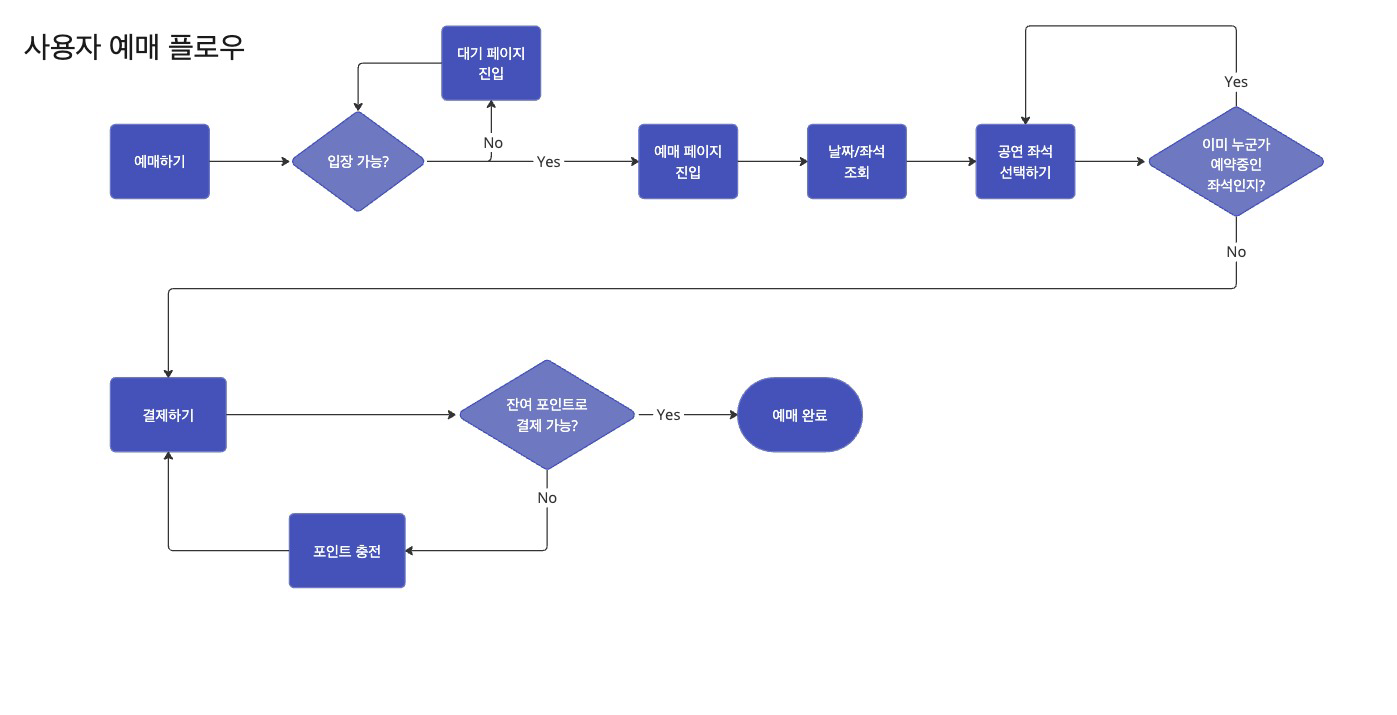 사용자 예매 플로우
대기 페이지
진입
Yes
예매하기
입장 가능?
No
Yes
예매 페이지
진입
날짜/좌석
조회
공연 좌석
선택하기
이미 누군가
예약중인
좌석인지?
No
결제하기
잔여 포인트로
결제 가능?
Yes
예매 완료
No
포인트 충전